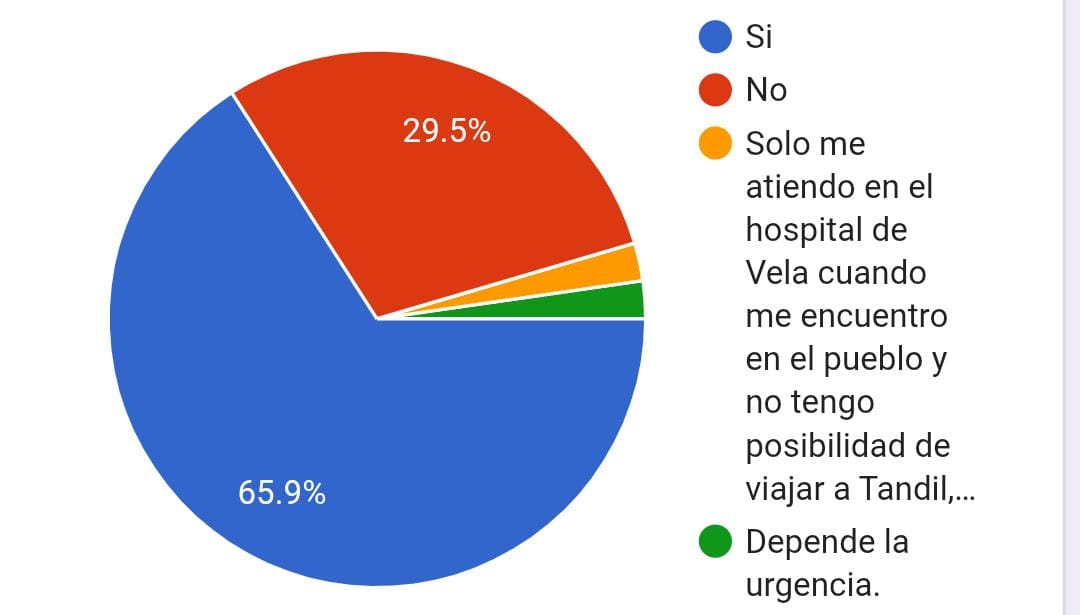 29.5%
65.9%
Si
No
Solo me
atiendo en el
hospital de
Vela cuando
me encuentro
en el pueblo y
no tengo
posibilidad de
viajar a Tandil,...
Depende la
urgencia.